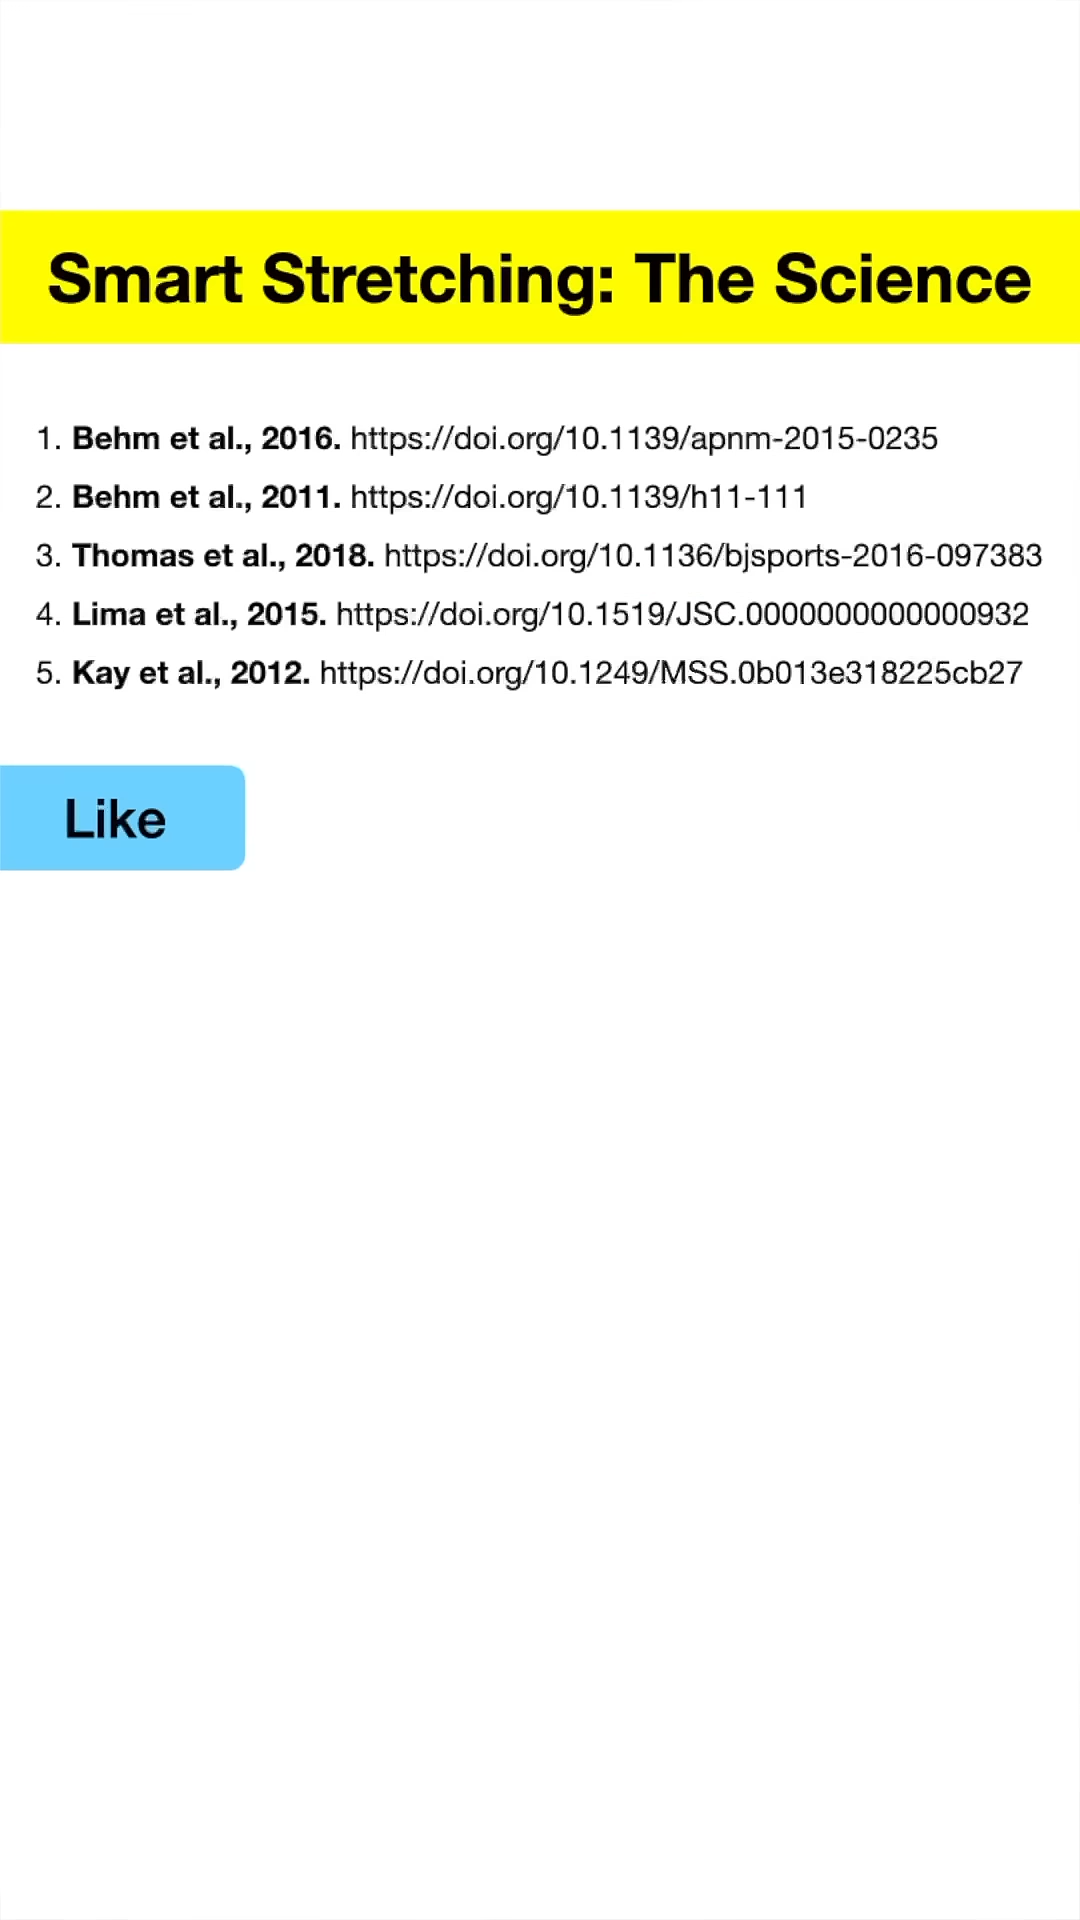 Smart Stretching: The Science
1. Behm et al., 2016. https://doi.org/10.1139/apnm-2015-0235
2. Behm et al., 2011. https://doi.org/10.1139/h11-111
3. Thomas et al., 2018. https://doi.org/10.1136/bjsports-2016-097383
4. Lima et al., 2015. https://doi.org/10.1519/JSC.0000000000000932
5. Kay et al., 2012. https://doi.org/10.1249/MSS.0b013e318225cb27
Like